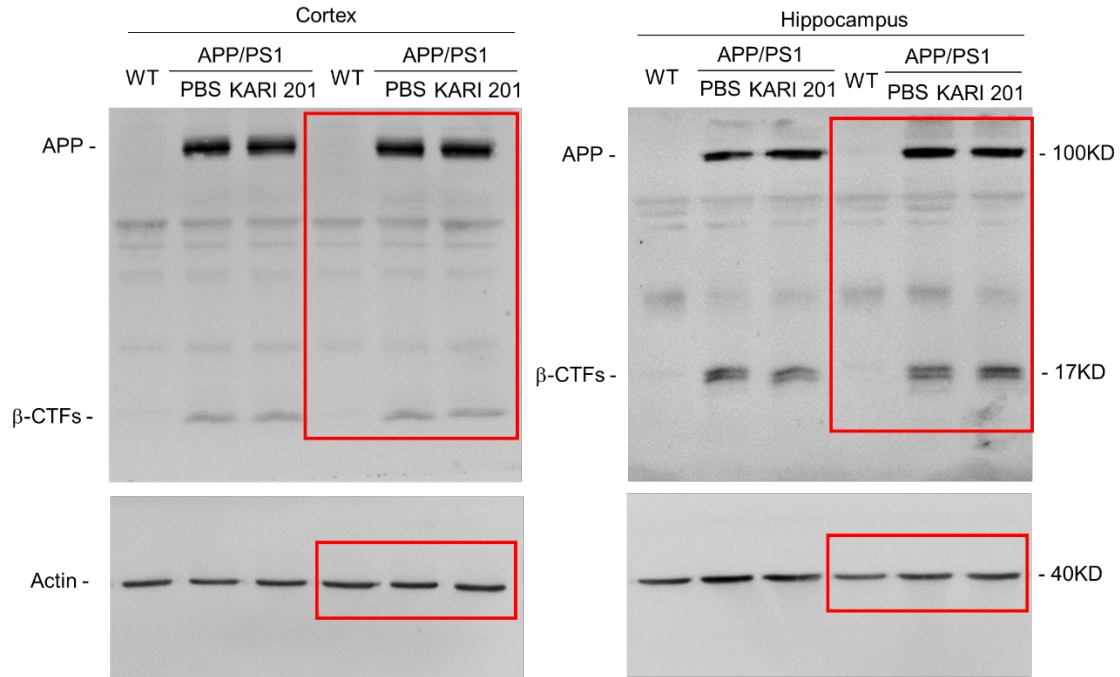 Cortex
WT APP/PS1 WT APP/PS1
PBS KARI 201 PBS KARI 201
APP -
β-CTFs -
Actin -
Hippocampus
WT APP/PS1 WT APP/PS1
PBS KARI 201 PBS KARI 201
APP - - 100KD
β-CTFs - - 17KD
- 40KD